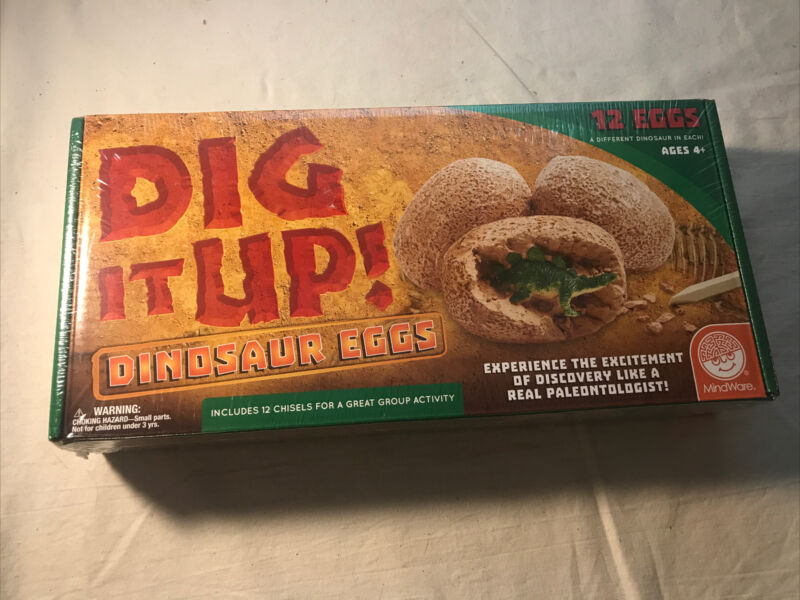 DIG
IT UP!
DINOSAUR EGGS
12 EGGS
A DIFFERENT DINOSAUR IN EACH!
AGES 4+
EXPERIENCE THE EXCITEMENT
OF DISCOVERY LIKE A
REAL PALEONTOLOGIST!
MindWare®
INCLUDES 12 CHISELS FOR A GREAT GROUP ACTIVITY
WARNING:
CHOKING HAZARD—Small parts.
Not for children under 3 yrs.